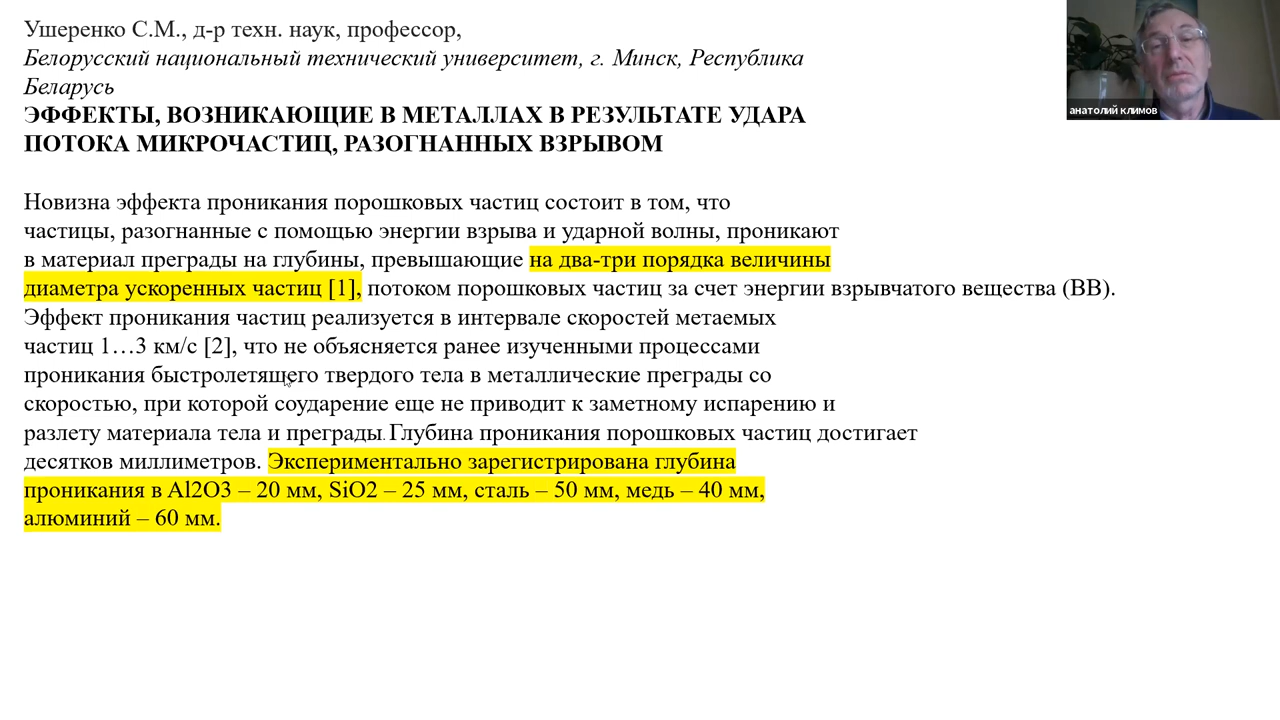 Ушеренко С.М., д-р техн. наук, профессор,
Белорусский национальный технический университет, г. Минск, Республика
Беларусь
ЭФФЕКТЫ, ВОЗНИКАЮЩИЕ В МЕТАЛЛАХ В РЕЗУЛЬТАТЕ УДАРА
ПОТОКА МИКРОЧАСТИЦ, РАЗОГНАННЫХ ВЗРЫВОМ
Новизна эффекта проникания порошковых частиц состоит в том, что
частицы, разогнанные с помощью энергии взрыва и ударной волны, проникают
в материал преграды на глубины, превышающие на два-три порядка величины
диаметра ускоренных частиц [1], потоком порошковых частиц за счет энергии взрывчатого вещества (ВВ).
Эффект проникания частиц реализуется в интервале скоростей метаемых
частиц 1…3 км/с [2], что не объясняется ранее изученными процессами
проникания быстролетящего твердого тела в металлические преграды со
скоростью, при которой соударение еще не приводит к заметному испарению и
разлету материала тела и преграды. Глубина проникания порошковых частиц достигает
десятков миллиметров. Экспериментально зарегистрирована глубина
проникания в Al2O3 – 20 мм, SiO2 – 25 мм, сталь – 50 мм, медь – 40 мм,
алюминий – 60 мм.
анатолий климов